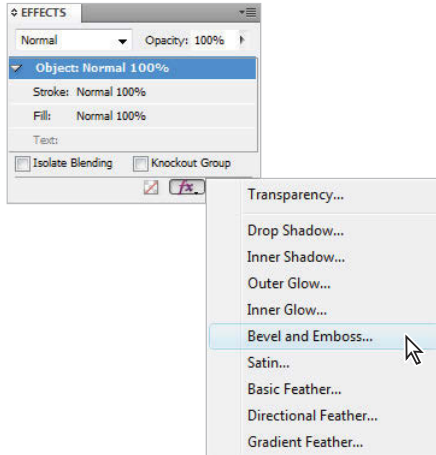 EFFECTS
Normal Opacity: 100%
Object: Normal 100%
Stroke: Normal 100%
Fill: Normal 100%
Text:
Isolate Blending Knockout Group
fx.
Transparency...
Drop Shadow...
Inner Shadow...
Outer Glow...
Inner Glow...
Bevel and Emboss...
Satin...
Basic Feather...
Directional Feather...
Gradient Feather...